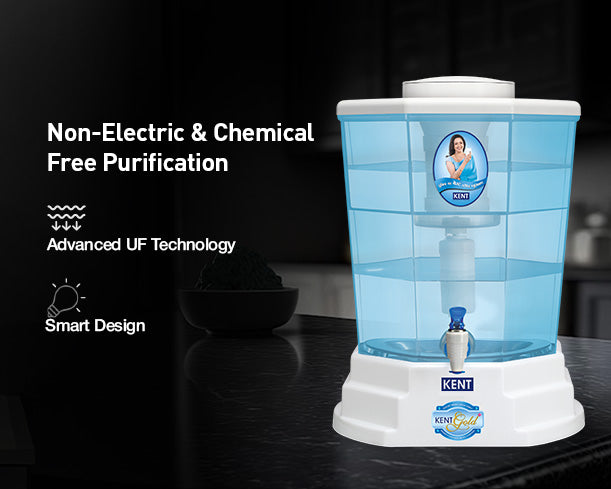 Non-Electric & Chemical
Free Purification
Advanced UF Technology
Smart Design
KENT
KENT
KENT Gold